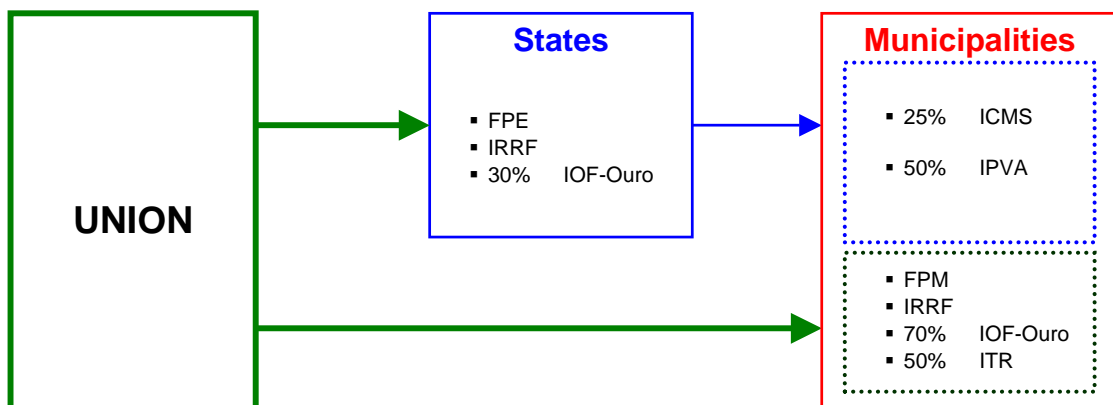 UNION
States
▪ FPE
▪ IRRF
▪ 30% IOF-Ouro
Municipalities
▪ 25% ICMS
▪ 50% IPVA
▪ FPM
▪ IRRF
▪ 70% IOF-Ouro
▪ 50% ITR